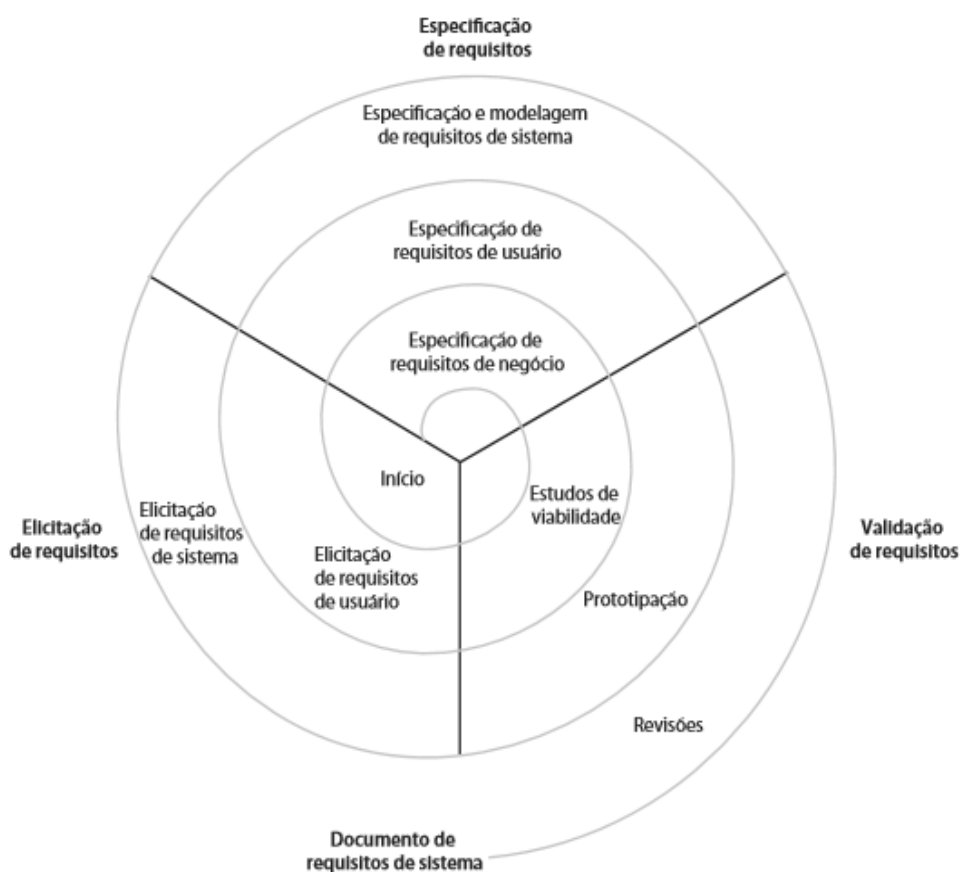 Especificação
de requisitos
Especificação e modelagem
de requisitos de sistema
Especificação de
requisitos de usuário
Especificação de
requisitos de negócio
Início
Estudos de
viabilidade
Elicitação
de requisitos
Elicitação
de requisitos
de sistema
Elicitação
de requisitos
de usuário
Validação
de requisitos
Prototipação
Revisões
Documento de
requisitos de sistema